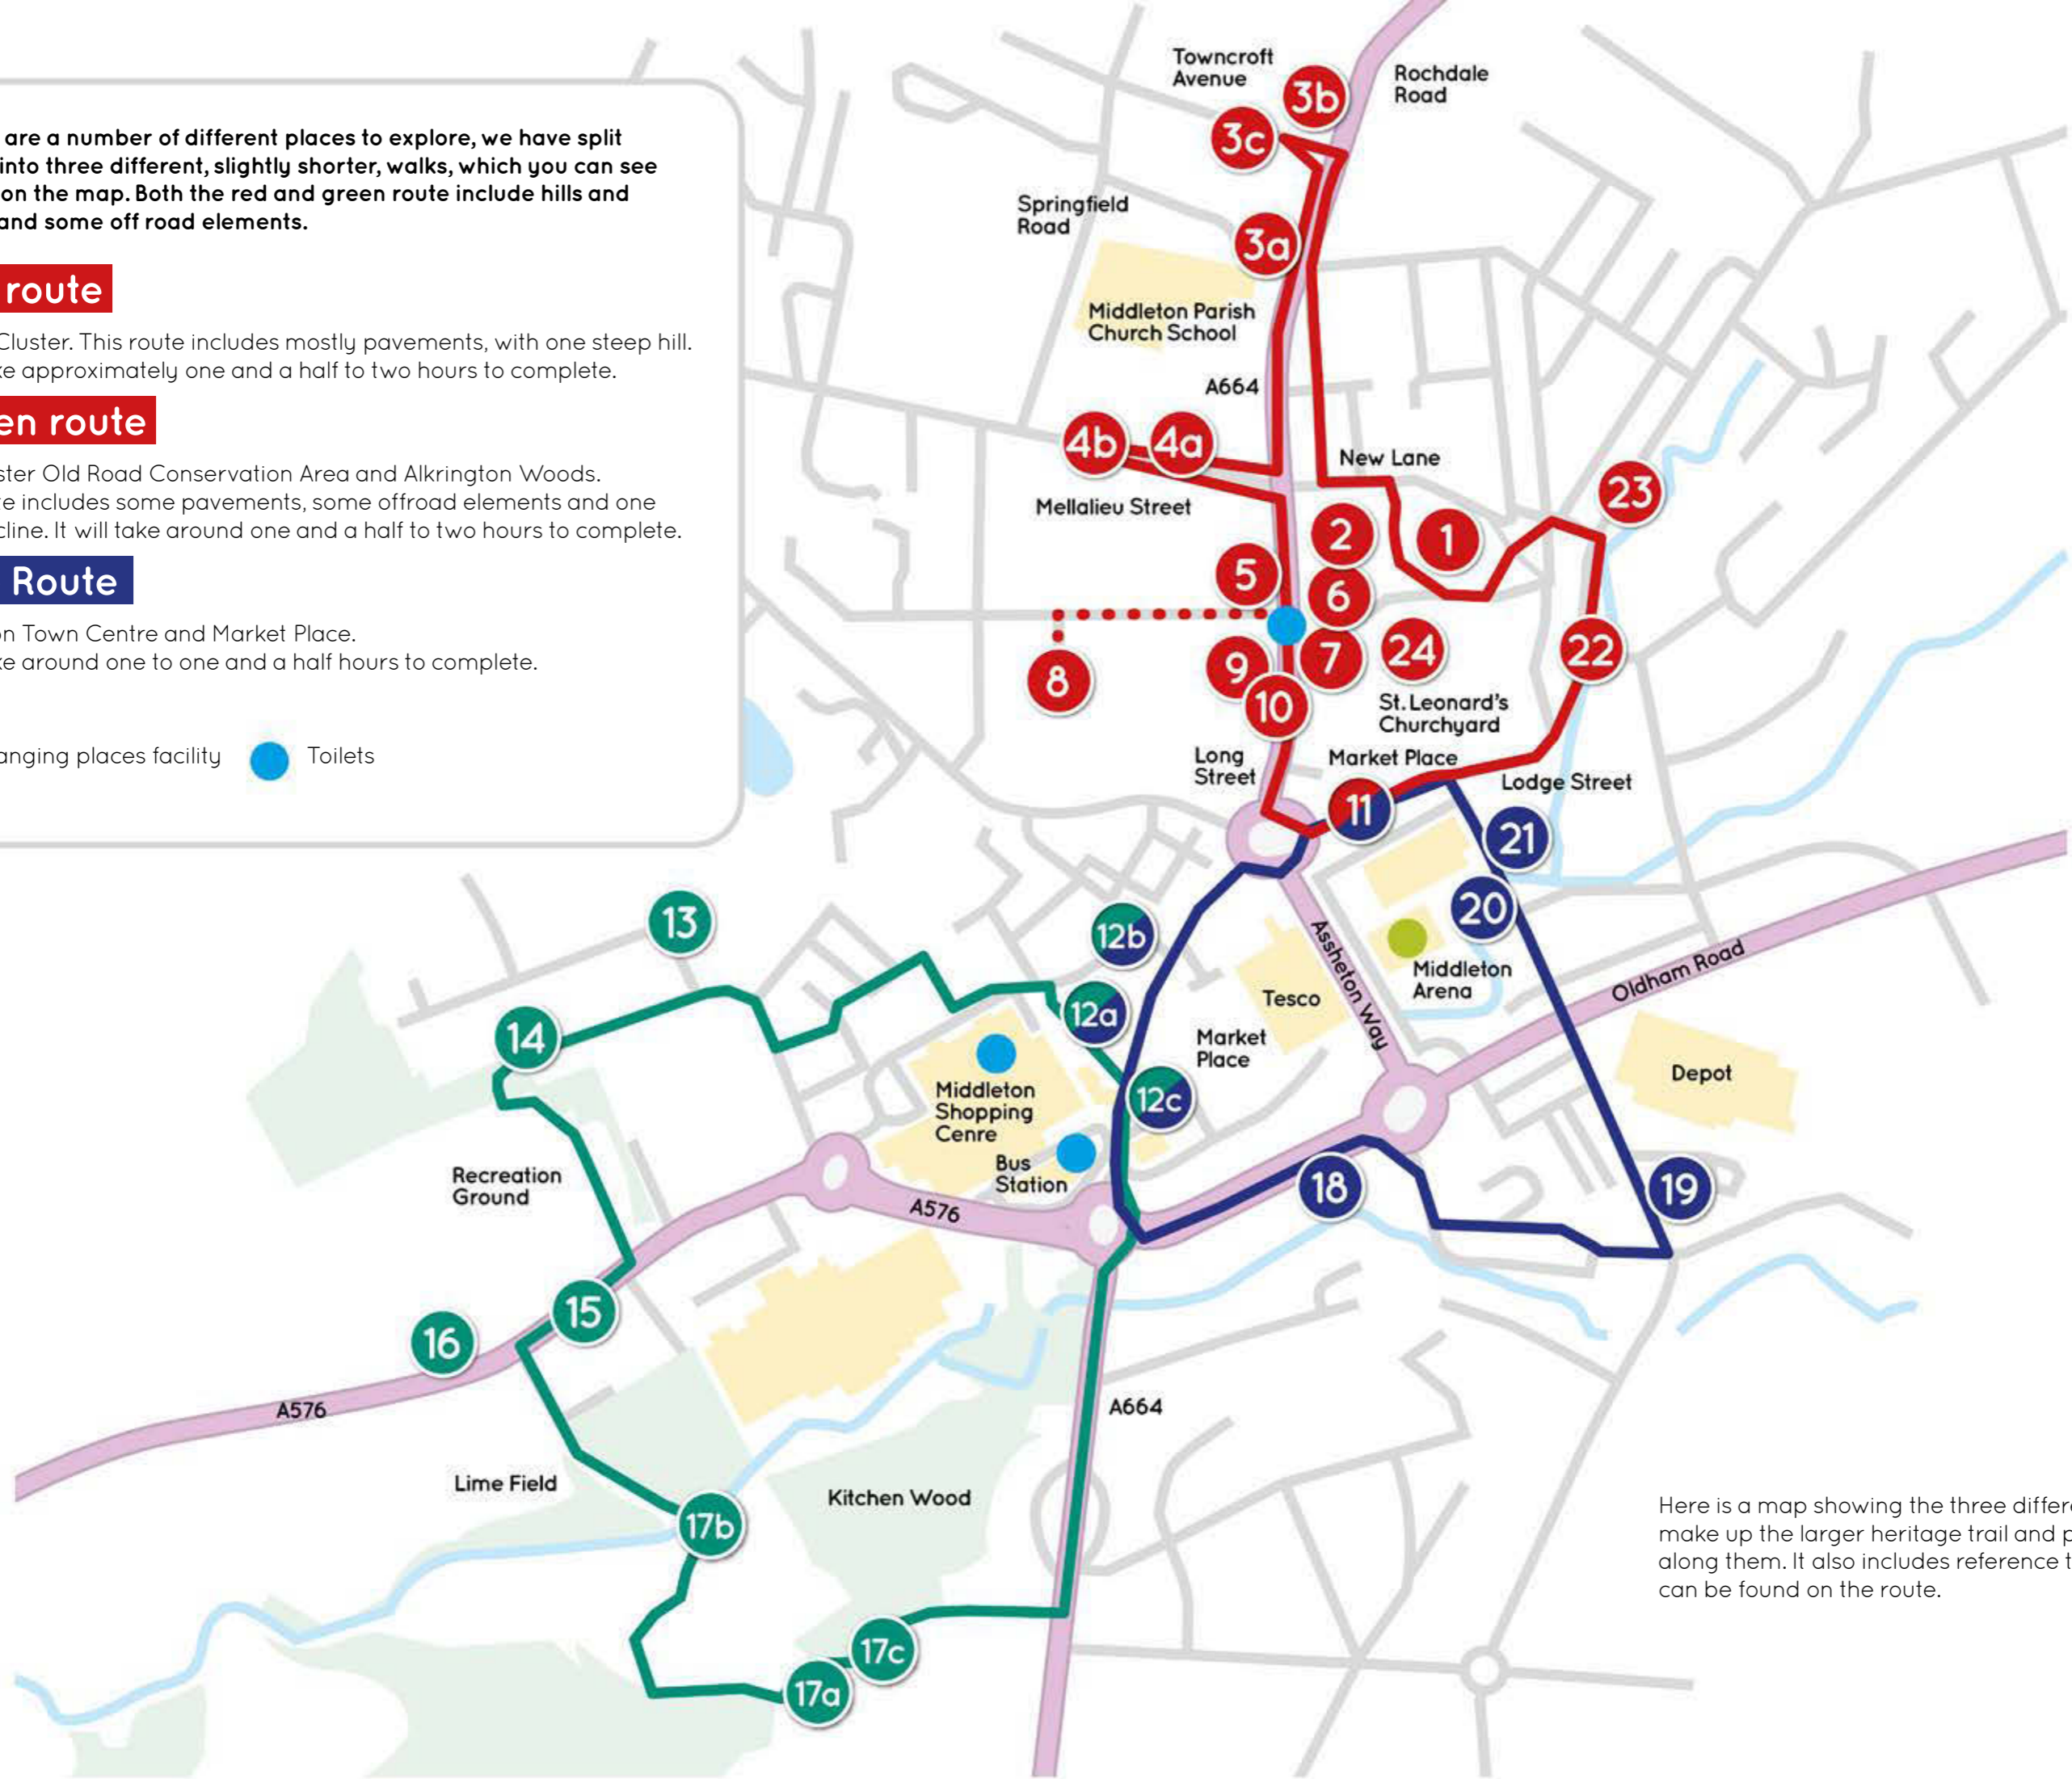 are a number of different places to explore, we have split
into three different, slightly shorter, walks, which you can see
on the map. Both the red and green route include hills and
and some off road elements.
route
Cluster. This route includes mostly pavements, with one steep hill.
approximately one and a half to two hours to complete.
route
Old Road Conservation Area and Alkrington Woods.
includes some pavements, some offroad elements and one
It will take around one and a half to two hours to complete.
Route
Town Centre and Market Place.
around one to one and a half hours to complete.
places facility
Toilets
Towncroft
Avenue
Rochdale
Road
3b
3c
Springfield
Road
3a
Middleton Parish
Church School
A664
4b
4a
New Lane
Mellalieu Street
23
2
1
5
6
8
9
7
24
22
10
St. Leonard's
Churchyard
Long
Street
Market Place
Lodge Street
11
21
20
13
12b
Assheton Way
Middleton
Arena
Oldham Road
Tesco
12a
14
Market
Place
Middleton
Shopping
Cenre
12c
Depot
Bus
Station
Recreation
Ground
18
19
A576
15
16
A576
A664
Lime Field
Kitchen Wood
17b
17c
17a
Here is a map showing the three differe
make up the larger heritage trail and p
along them. It also includes reference t
can be found on the route.